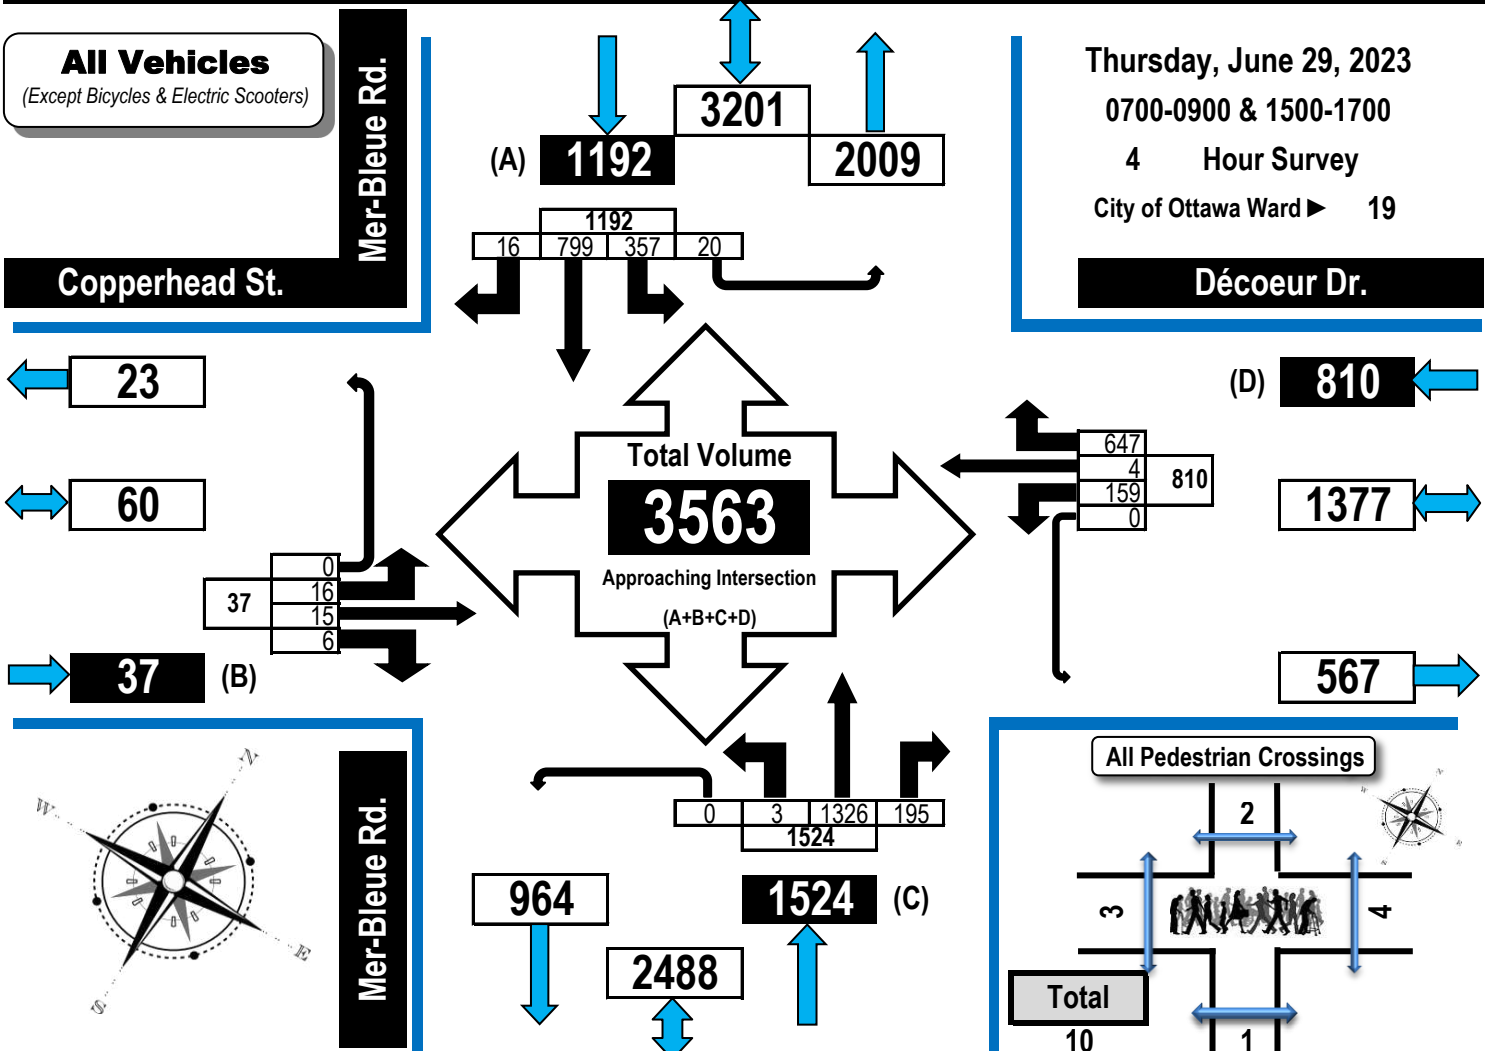 All Vehicles
(Except Bicycles & Electric Scooters)
Mer-Bleue Rd.
Copperhead St.
3201
(A) 1192
2009
1192
16 799 357 20
Thursday, June 29, 2023
0700-0900 & 1500-1700
4 Hour Survey
City of Ottawa Ward ► 19
Décoeur Dr.
23
60
0
16
15
6
37
37 (B)
Total Volume
3563
Approaching Intersection
(A+B+C+D)
(D) 810
647
4
159
0
810
1377
567
N
W
E
S
Mer-Bleue Rd.
0 3 1326 195
1524
964
1524 (C)
2488
All Pedestrian Crossings
N
W
E
S
2
3
4
Total
10
1